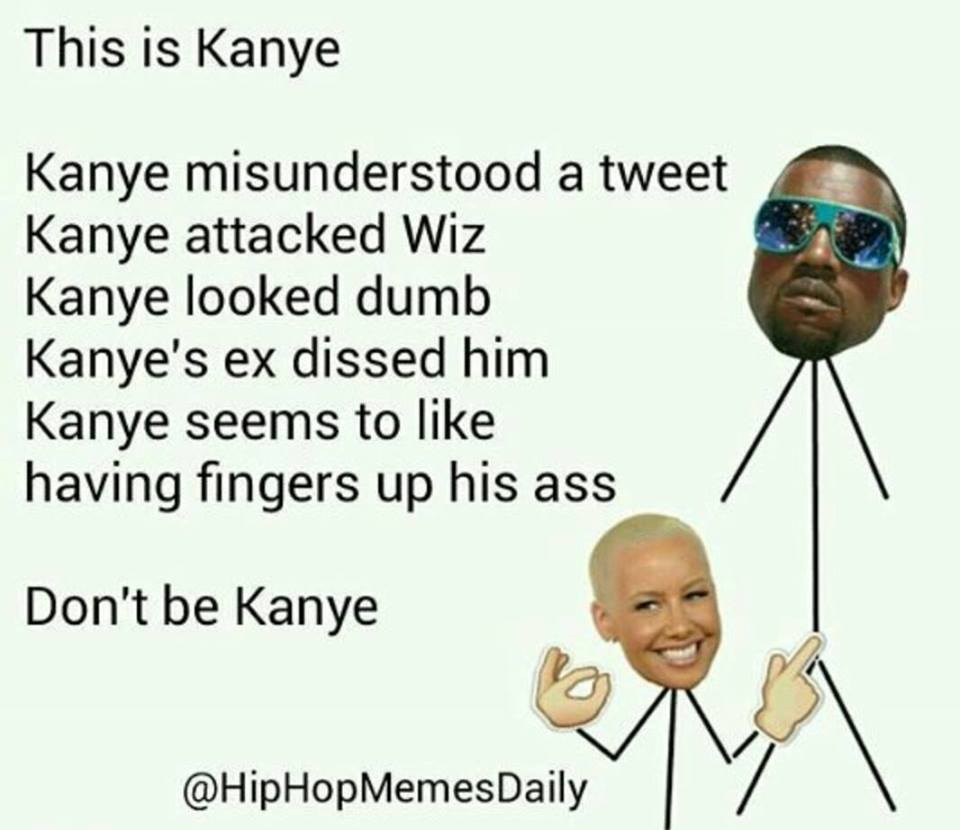 This is Kanye
Kanye misunderstood a tweet
Kanye attacked Wiz
Kanye looked dumb
Kanye's ex dissed him
Kanye seems to like
having fingers up his ass
Don't be Kanye
@HipHopMemesDaily